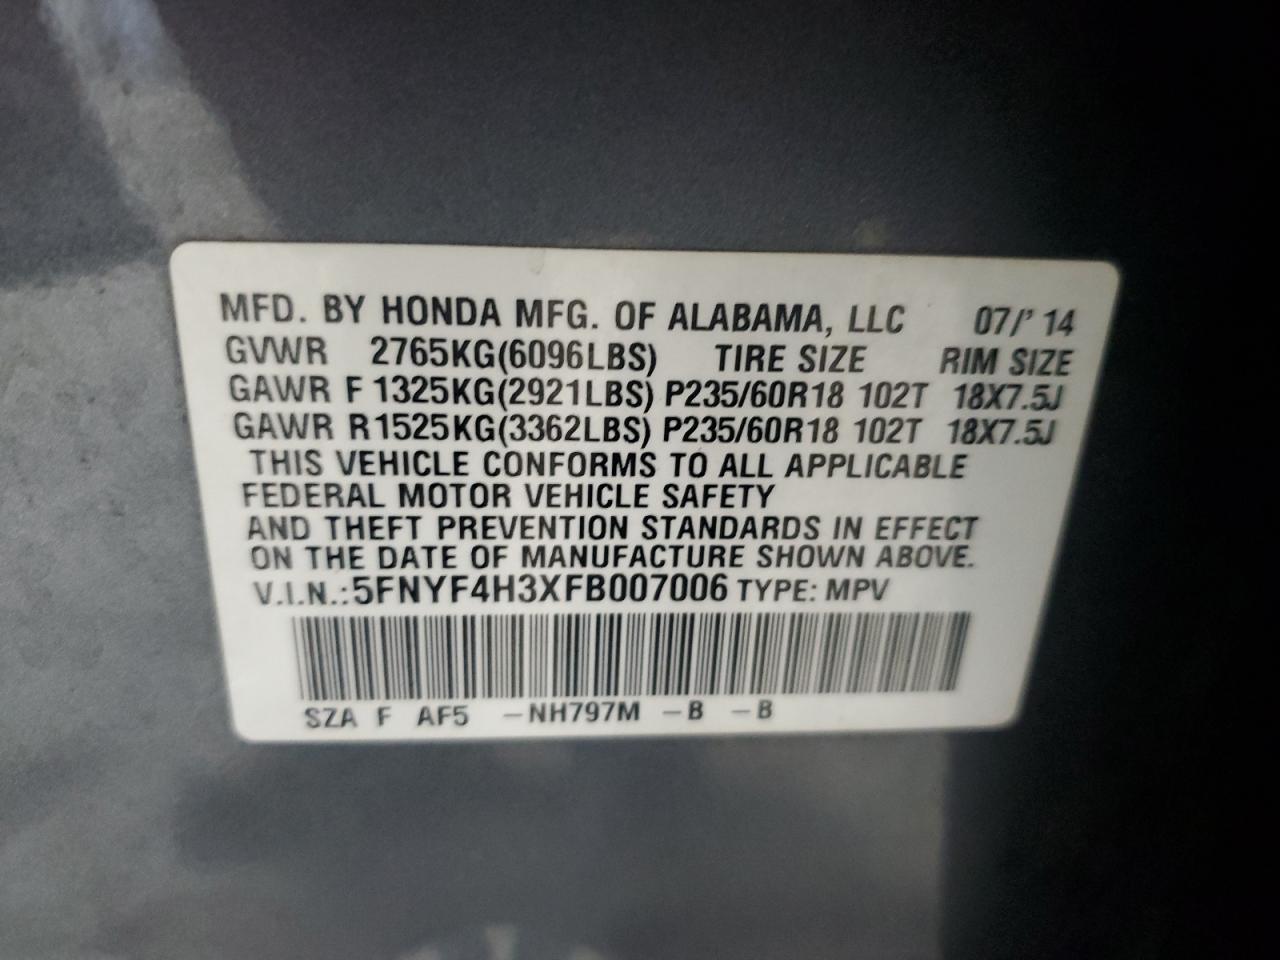 MFD. BY HONDA MFG. OF ALABAMA, LLC 07/' 14
GVWR 2765KG(6096LBS) TIRE SIZE RIM SIZE
GAWR F 1325KG(2921LBS) P235/60R18 102T 18X7.5J
GAWR R 1525KG(3362LBS) P235/60R18 102T 18X7.5J
THIS VEHICLE CONFORMS TO ALL APPLICABLE
FEDERAL MOTOR VEHICLE SAFETY
AND THEFT PREVENTION STANDARDS IN EFFECT
ON THE DATE OF MANUFACTURE SHOWN ABOVE.
V.I.N.: 5FNYF4H3XFB007006 TYPE: MPV
SZA F AF5 -NH797M -B -B